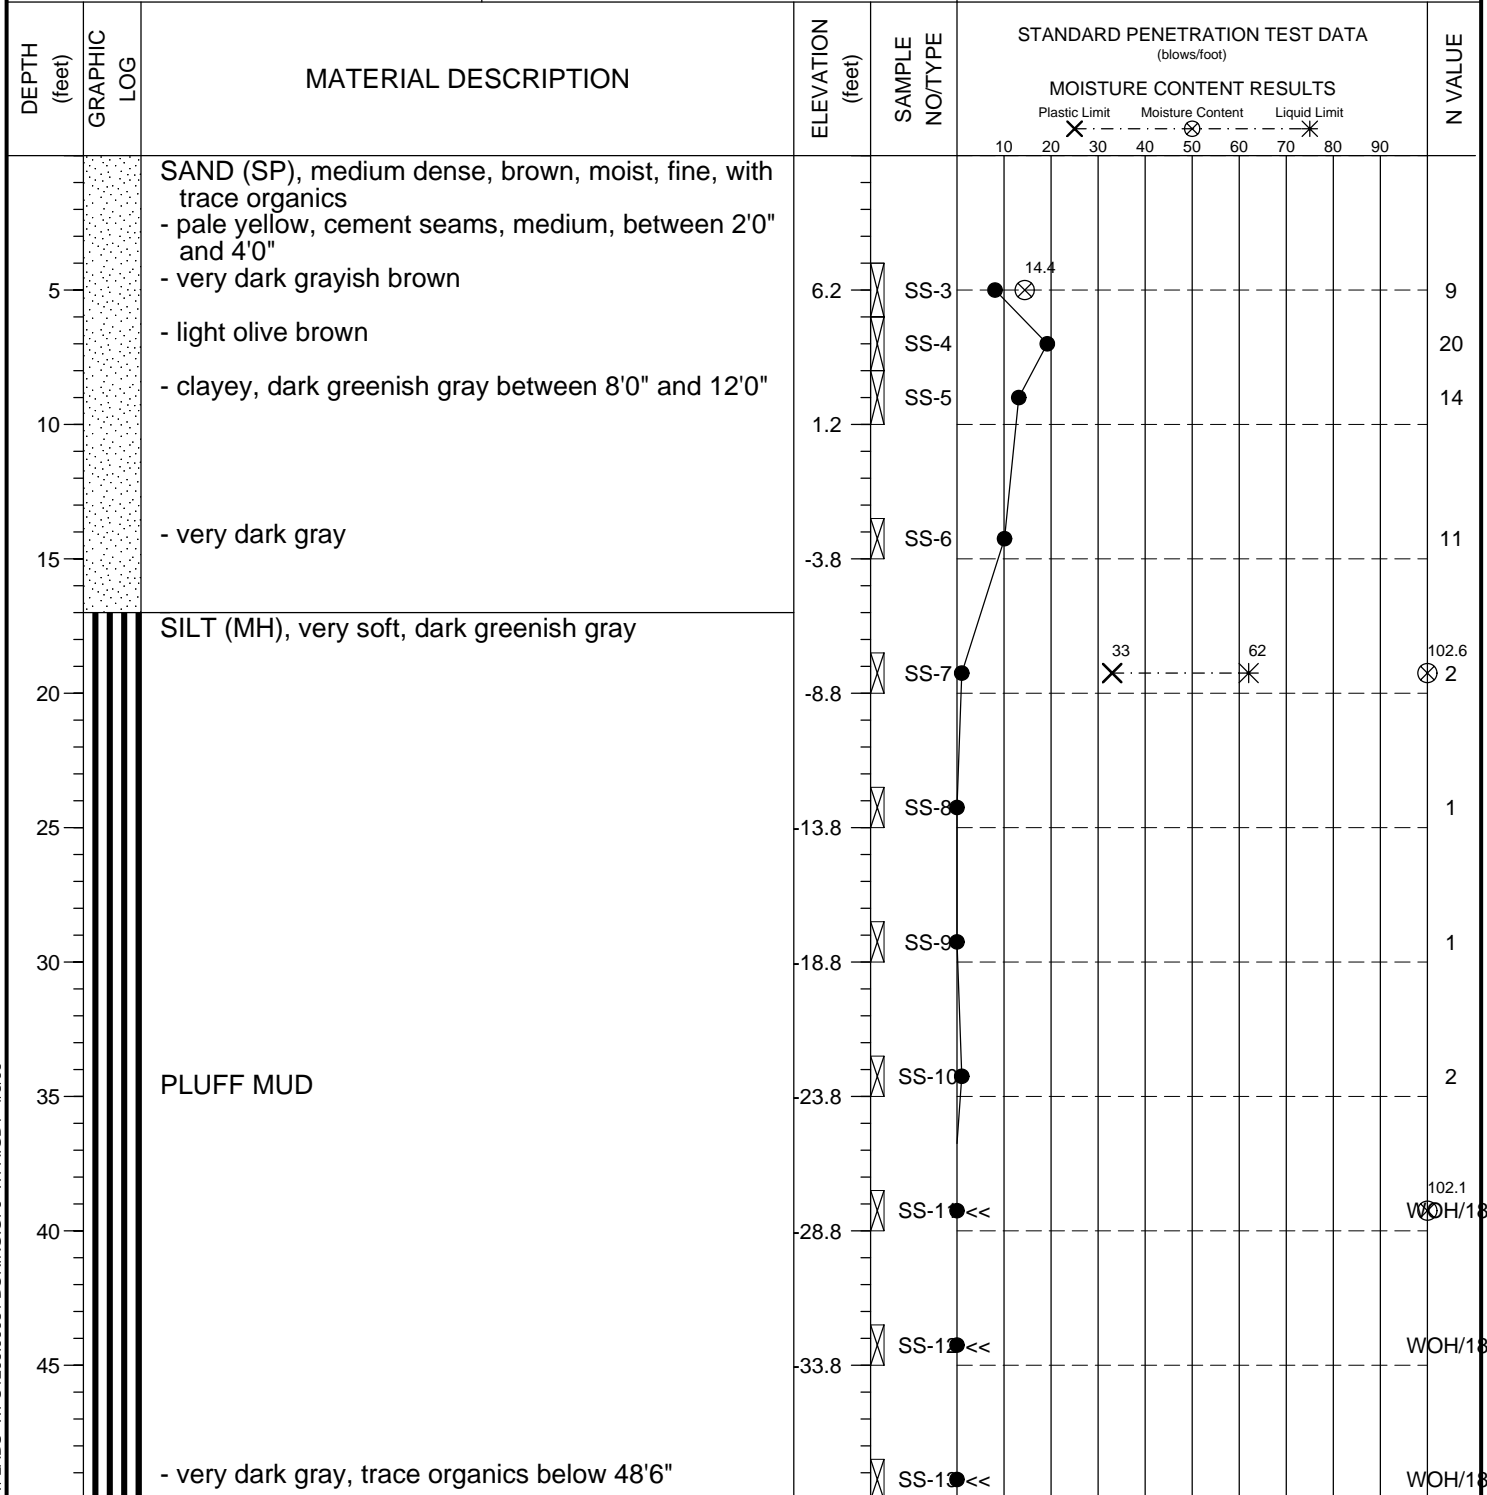 DEPTH
(feet)
GRAPHIC
LOG
MATERIAL DESCRIPTION
ELEVATION
(feet)
SAMPLE
NO/TYPE
STANDARD PENETRATION TEST DATA
(blows/foot)
MOISTURE CONTENT RESULTS
Plastic Limit Moisture Content Liquid Limit
10 20 30 40 50 60 70 80 90
N VALUE
SAND (SP), medium dense, brown, moist, fine, with
trace organics
- pale yellow, cement seams, medium, between 2'0"
and 4'0"
- very dark grayish brown
14.4
5 6.2 SS-3 9
- light olive brown
SS-4 20
- clayey, dark greenish gray between 8'0" and 12'0"
SS-5 14
10 1.2
- very dark gray
SS-6 11
15 -3.8
SILT (MH), very soft, dark greenish gray
33 62 102.6
SS-7 2
20 -8.8
SS-8 1
25 -13.8
SS-9 1
30 -18.8
PLUFF MUD
SS-10 2
35 -23.8
102.1
SS-11 << WOH/18
40 -28.8
SS-12 << WOH/18
45 -33.8
- very dark gray, trace organics below 48'6"
SS-13 << WOH/18